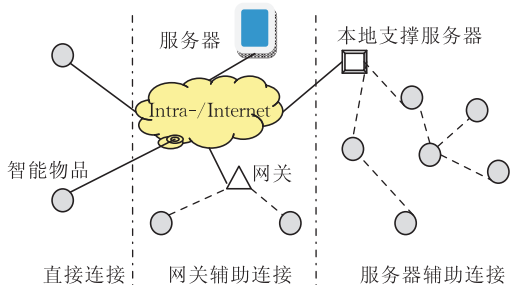 服务器
本地支撑服务器
Intra-/Internet
智能物品
网关
直接连接
网关辅助连接
服务器辅助连接